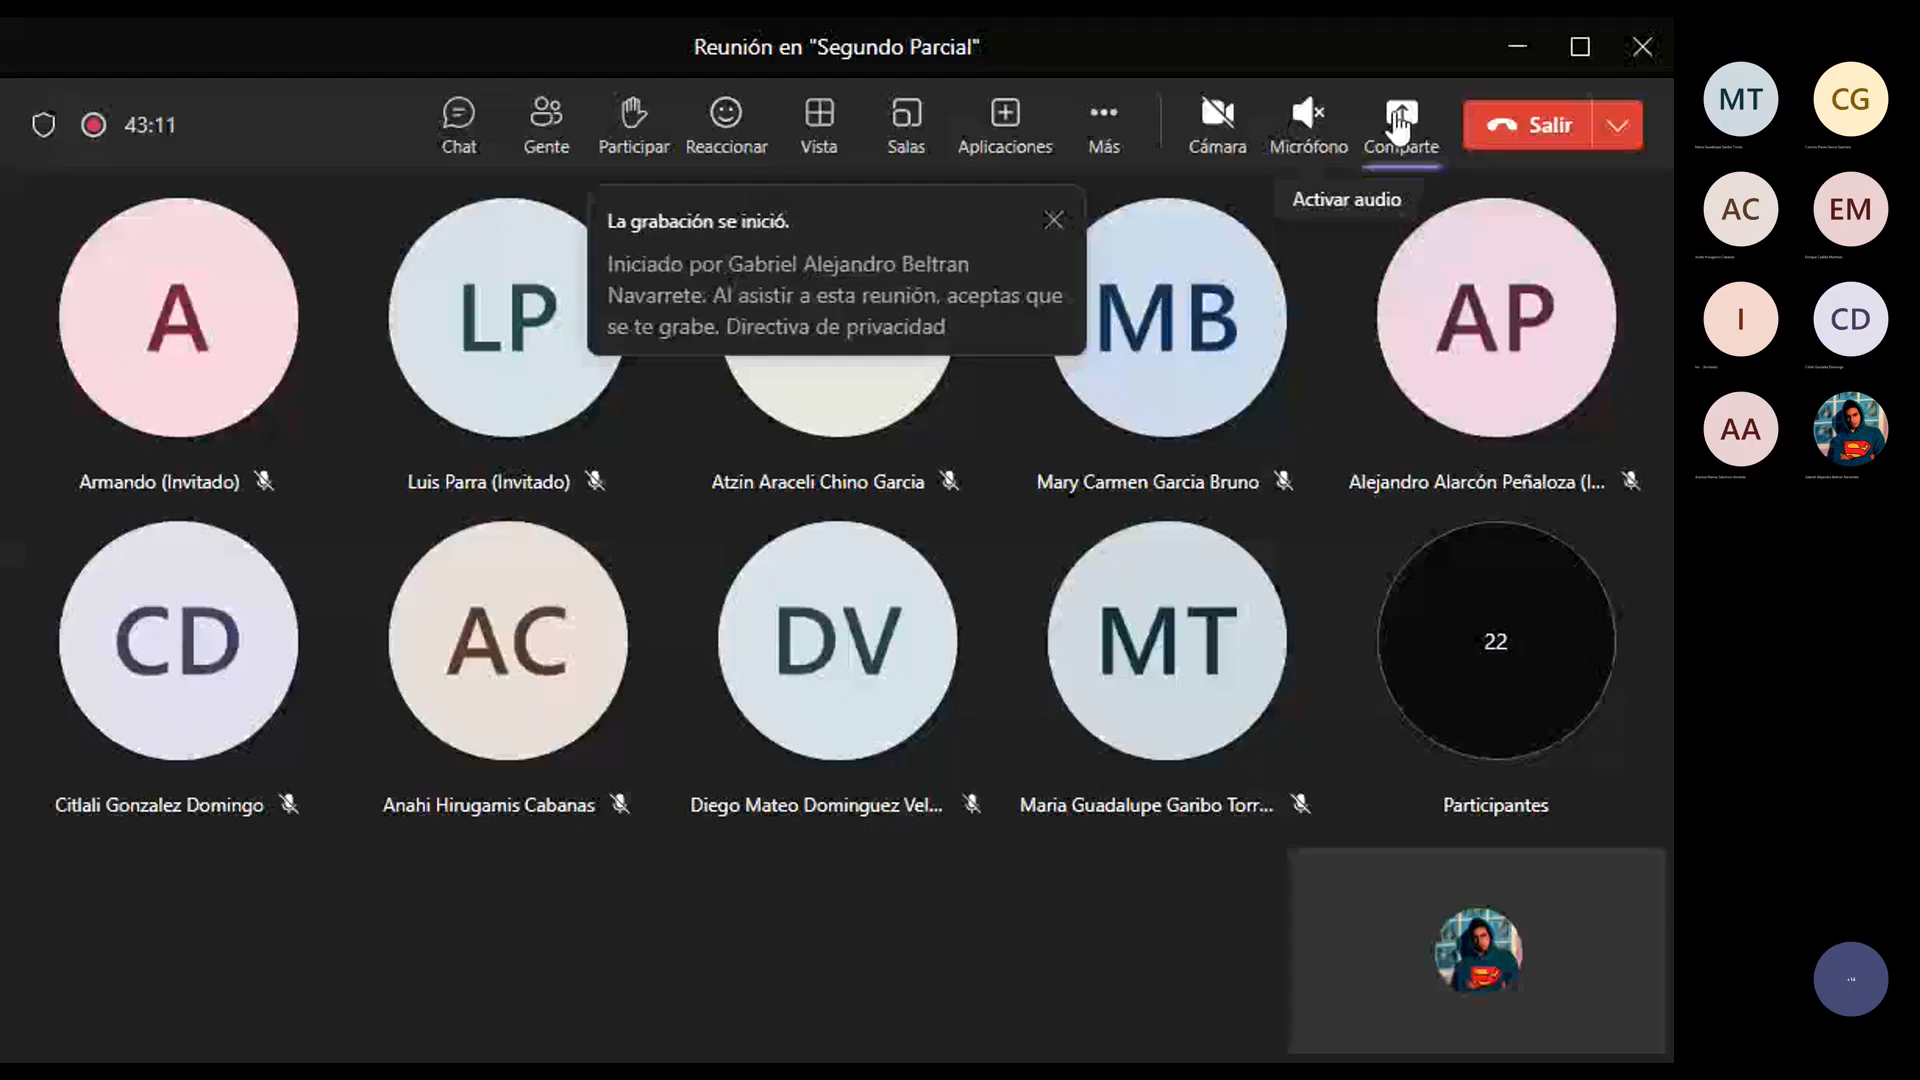 Reunión en "Segundo Parcial"
43:11
Chat
Gente
Participar
Reaccionar
Vista
Salas
Aplicaciones
Más
Cámara
Micrófono
Comparte
Salir
Activar audio
La grabación se inició.
Iniciado por Gabriel Alejandro Beltran
Navarrete. Al asistir a esta reunión, aceptas que
se te grabe. Directiva de privacidad
A
LP
MB
AP
Armando (Invitado)
Luis Parra (Invitado)
Atzin Araceli Chino Garcia
Mary Carmen Garcia Bruno
Alejandro Alarcón Peñaloza (I...
CD
AC
DV
MT
22
Citlali Gonzalez Domingo
Anahi Hirugamis Cabanas
Diego Mateo Dominguez Vel...
Maria Guadalupe Garibo Torr...
Participantes
MT
CG
AC
EM
I
CD
AA
+14